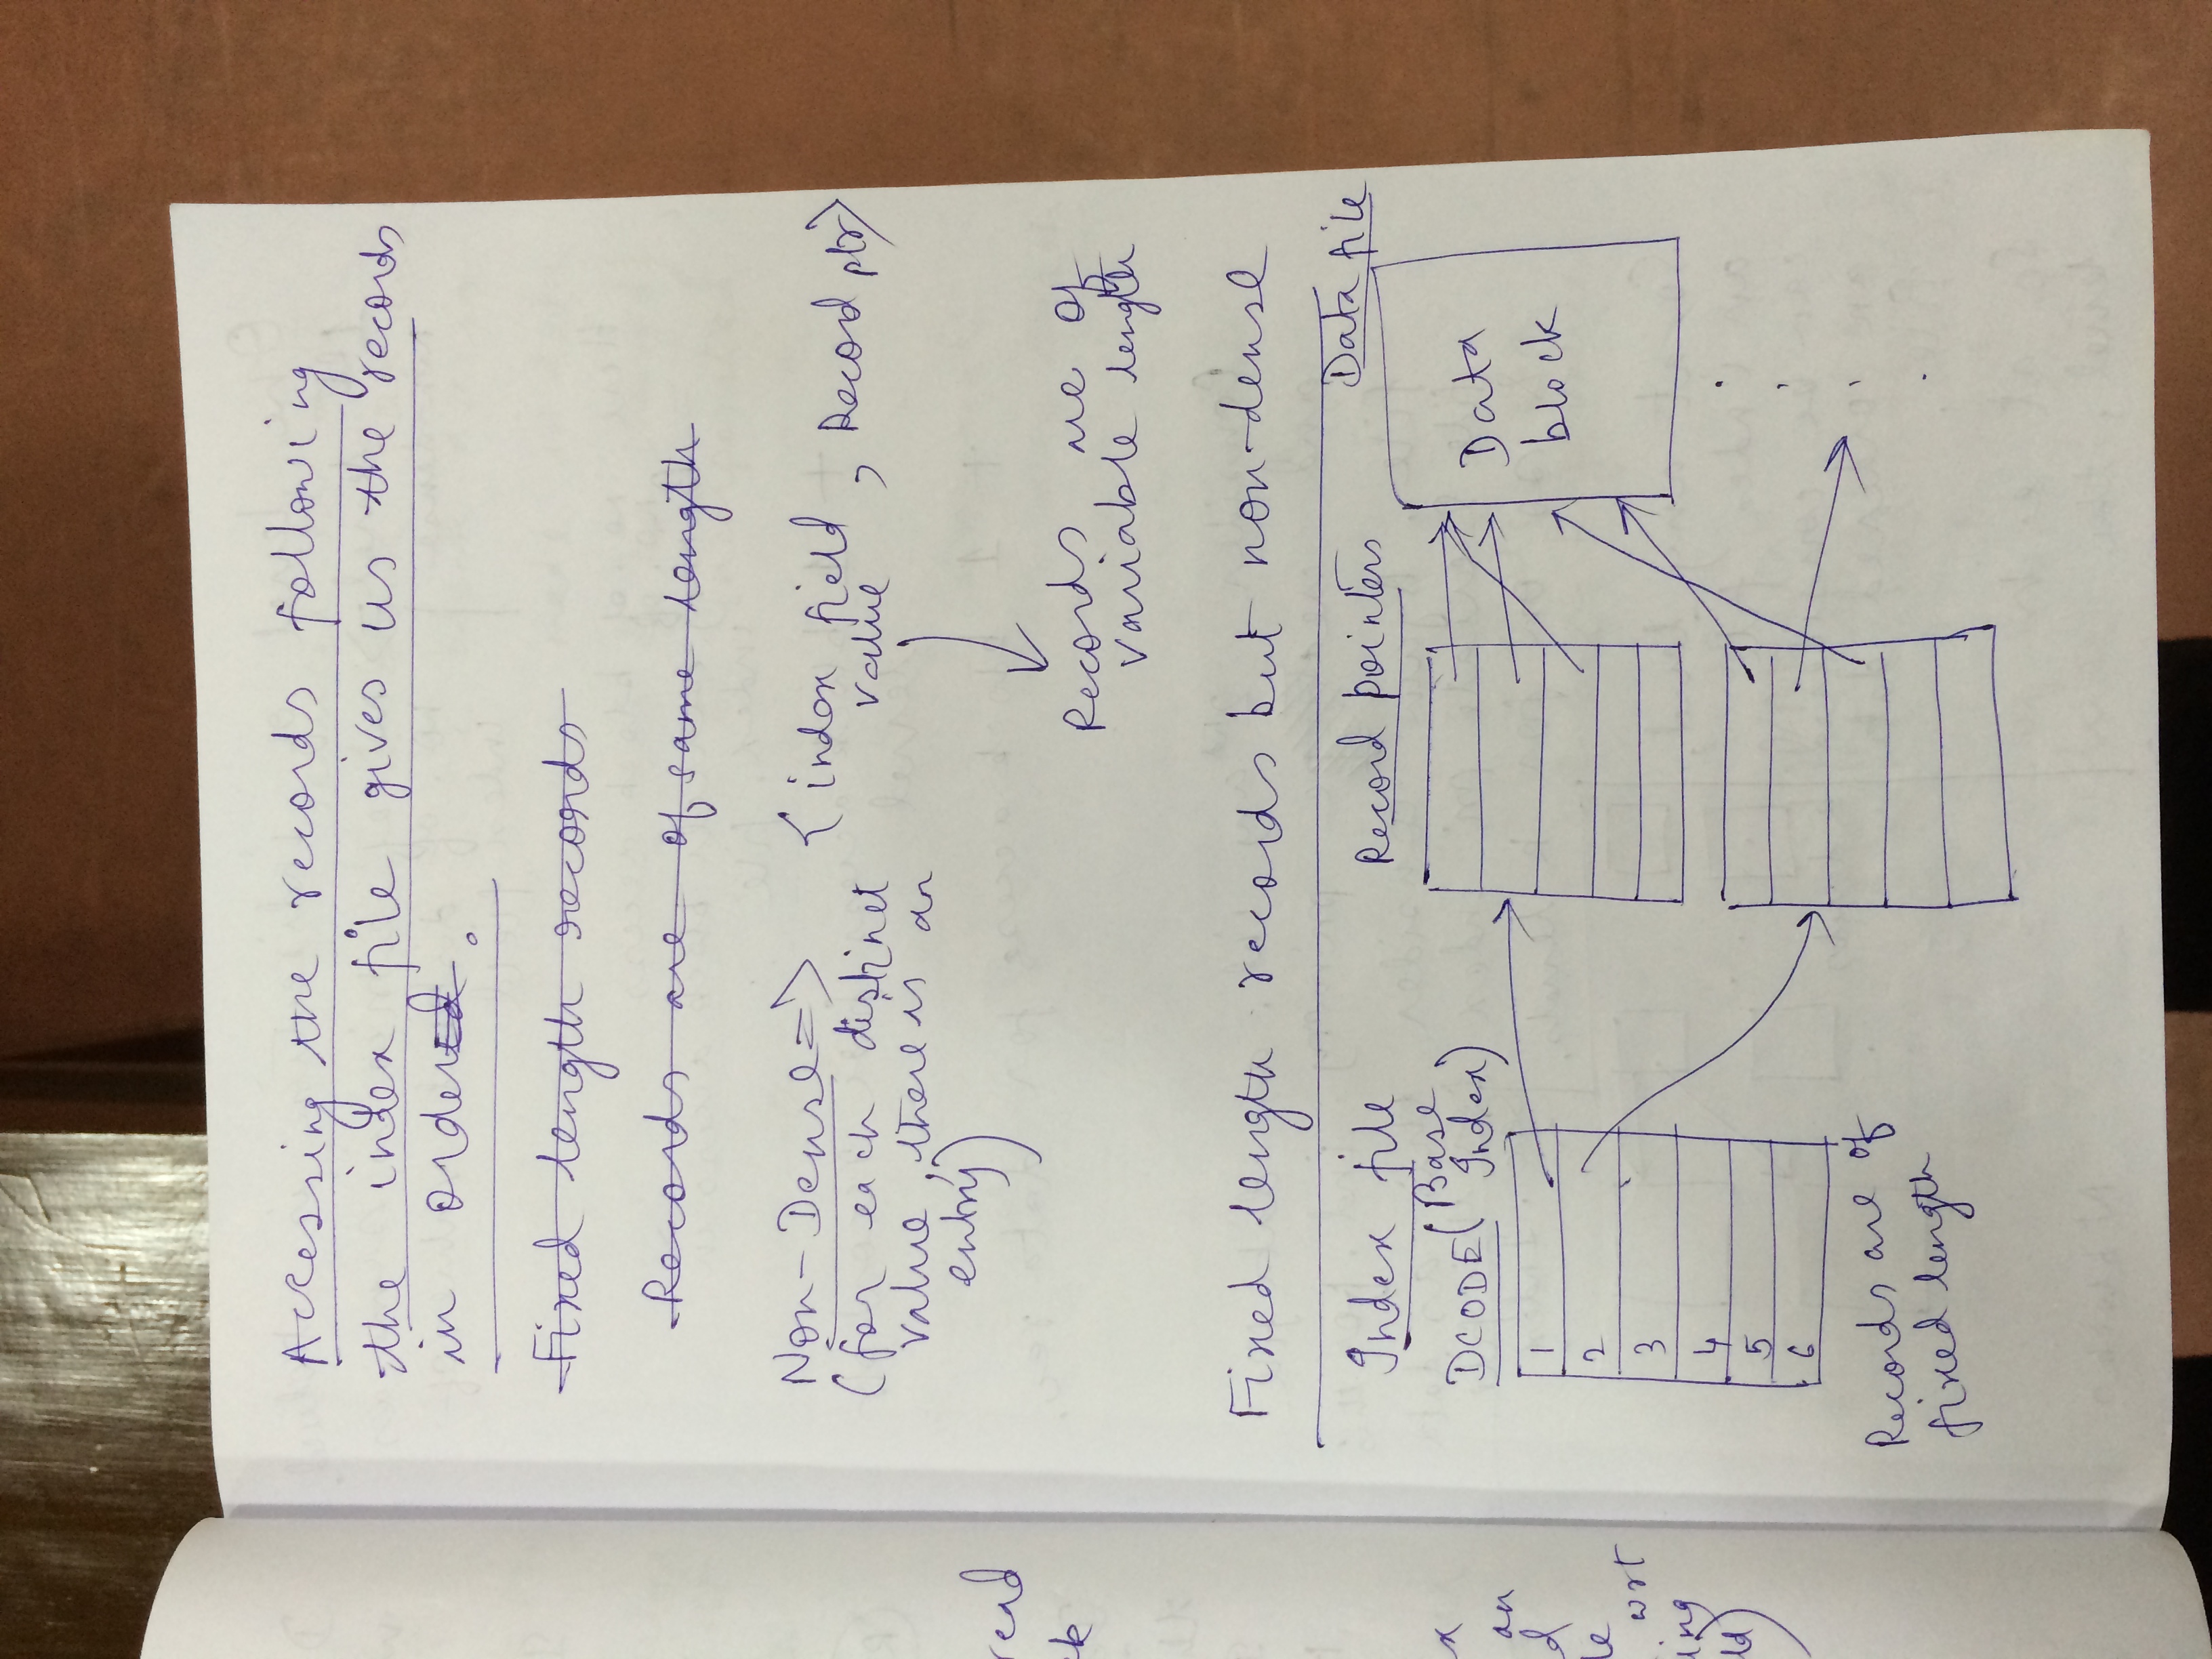 Accessing the records following
the index file gives us the records
in order.
Fixed length records
Records are of same length
Non-Dense => < index field value , Record ptr>
(for each distinct
value, there is an
entry)
Records are of
variable length
Fixed length records but non-dense
Index file Record pointers Data file
DCODE (Base
Index)
1
2
3
4
5
6
Data
block
Records are of
fixed length
read
x
an
d
le
wrt
ing
ld)